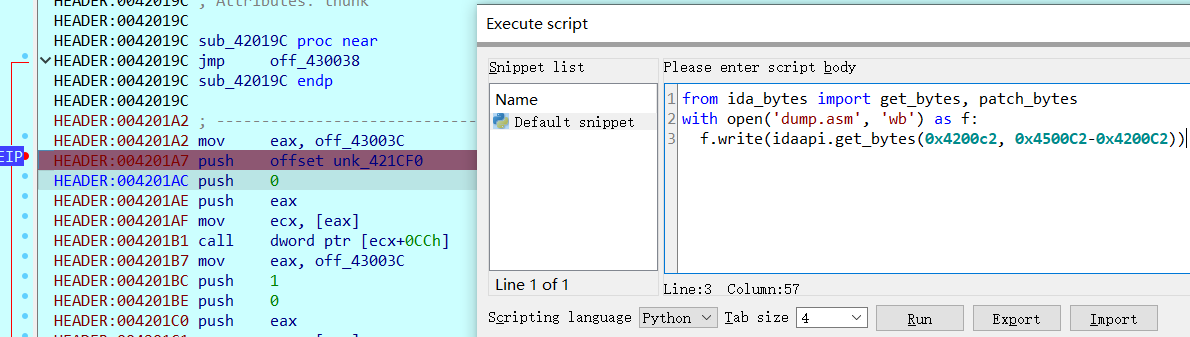 HEADER:0042019C ; Attributes: thunk
HEADER:0042019C
HEADER:0042019C sub_42019C proc near
HEADER:0042019C jmp     off_430038
HEADER:0042019C sub_42019C endp
HEADER:0042019C
HEADER:004201A2 ; ---------------------------
HEADER:004201A2 mov     eax, off_43003C
EIP HEADER:004201A7 push    offset unk_421CF0
HEADER:004201AC push    0
HEADER:004201AE push    eax
HEADER:004201AF mov     ecx, [eax]
HEADER:004201B1 call    dword ptr [ecx+0CCh]
HEADER:004201B7 mov     eax, off_43003C
HEADER:004201BC push    1
HEADER:004201BE push    0
HEADER:004201C0 push    eax
Execute script
Snippet list
Name
Default snippet
Line 1 of 1
Please enter script body
1 from ida_bytes import get_bytes, patch_bytes
2 with open('dump.asm', 'wb') as f:
3   f.write(idaapi.get_bytes(0x4200c2, 0x4500C2-0x4200C2))
Line:3  Column:57
Scripting language Python Tab size 4 Run Export Import